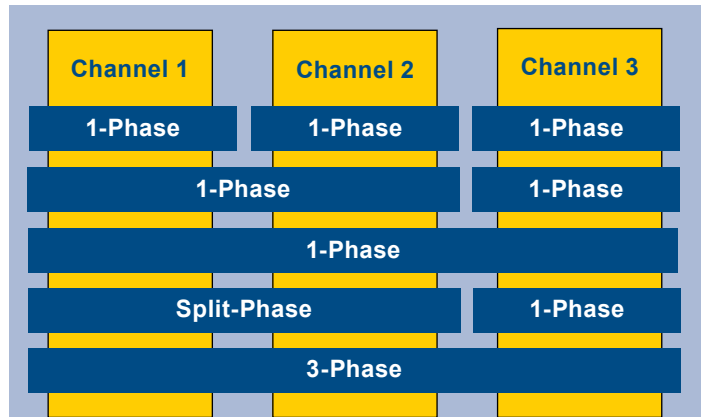 Channel 1 Channel 2 Channel 3
1-Phase 1-Phase 1-Phase
1-Phase 1-Phase
1-Phase
Split-Phase 1-Phase
3-Phase